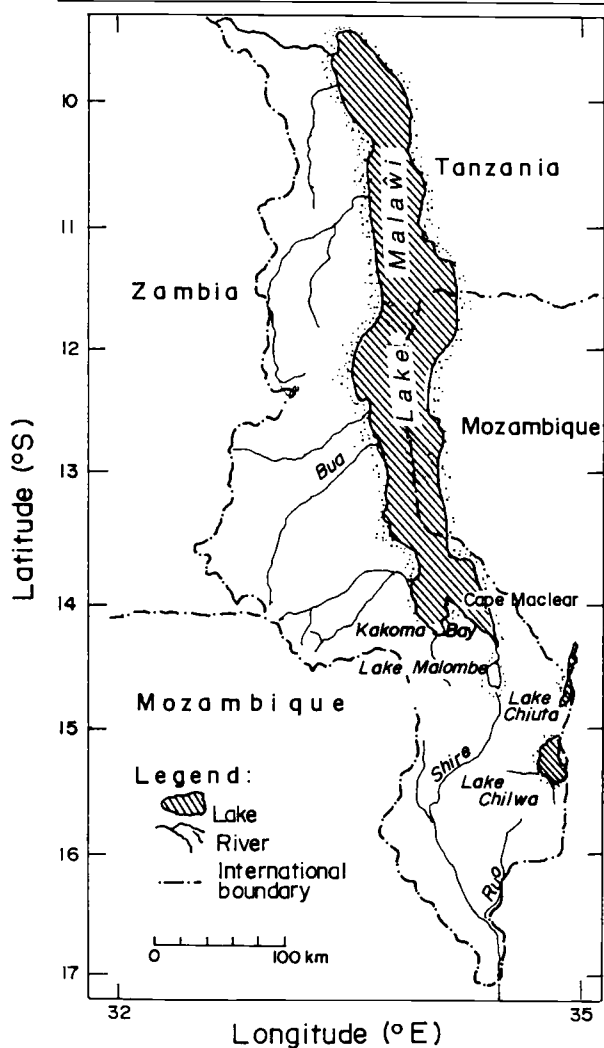 10
Tanzania
Lake Malaŵi
11
Zambia
12
Mozambique
13
Bua
Latitude (°S)
14
Cape Maclear
Kakoma Bay
Lake Malombe
Mozambique
Lake
Chiuta
15
Shire
Legend:
Lake
Lake
Chilwa
River
16
International
boundary
Ruo
0 100 km
17
32 35
Longitude (°E)